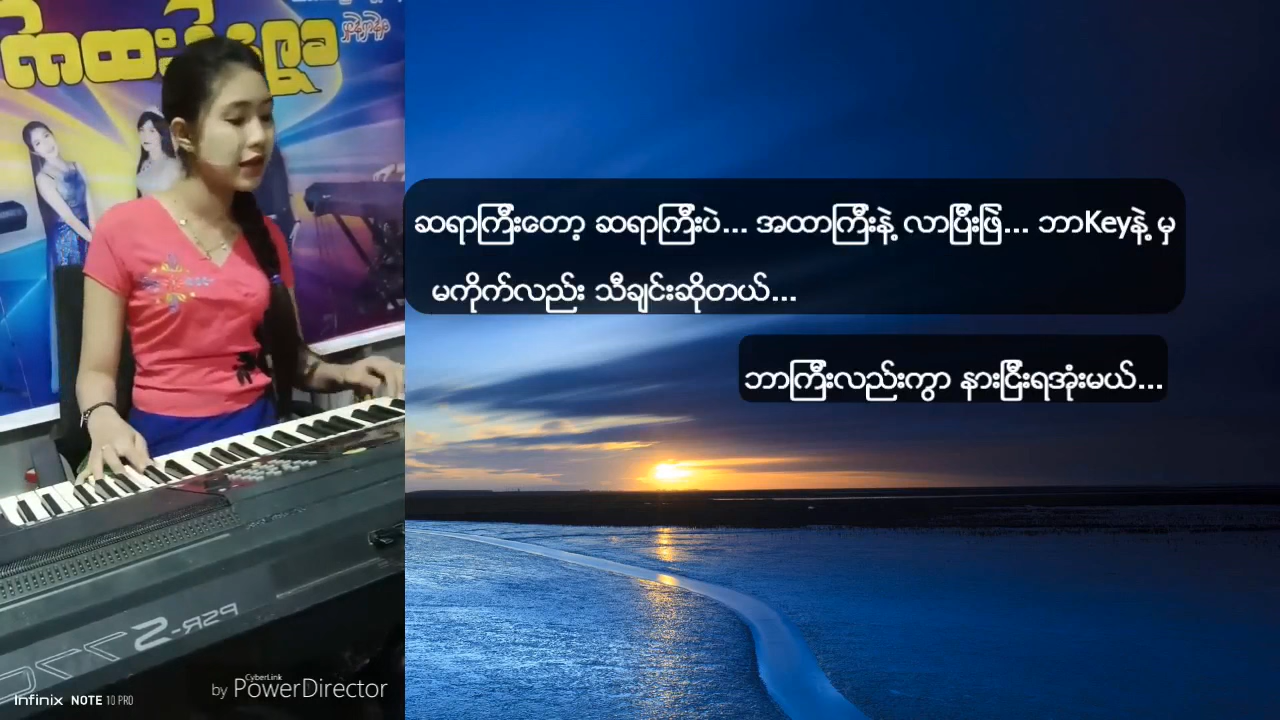 ဆရာကြီးတော့ ဆရာကြီးပဲ... အထာကြီးနဲ့ လာပြီးဖြဲ... ဘာKeyနဲ့ မှ
မကိုက်လည်း သီချင်းဆိုတယ်...
ဘာကြီးလည်းကွာ နားငြီးရအုံးမယ်...
PSR-S770
Infinix NOTE 10 PRO
by CyberLink PowerDirector